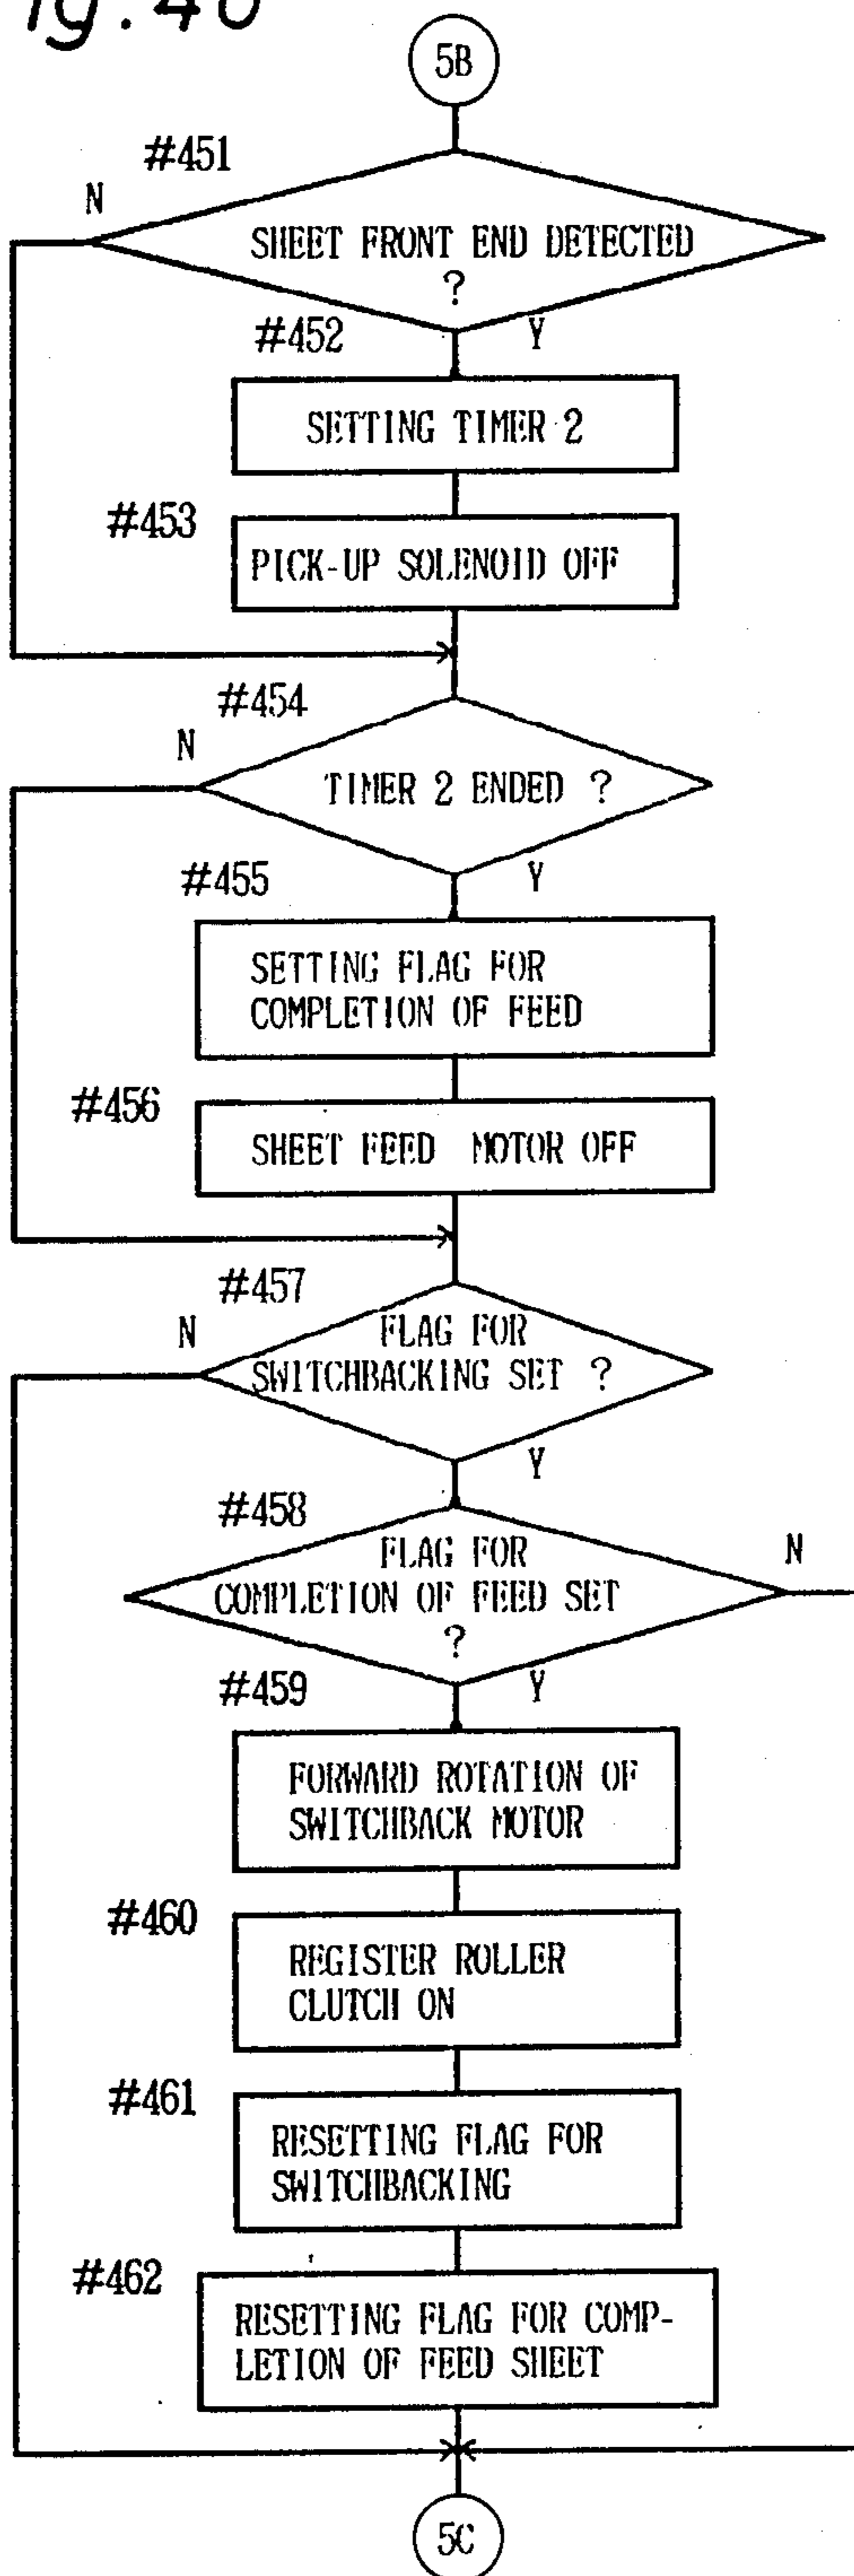 5B
#451
N
SHEET FRONT END DETECTED
?
#452
Y
SETTING TIMER 2
#453
PICK-UP SOLENOID OFF
#454
N
TIMER 2 ENDED ?
#455
Y
SETTING FLAG FOR
COMPLETION OF FEED
#456
SHEET FEED MOTOR OFF
#457
N
FLAG FOR
SWITCHBACKING SET ?
Y
#458
N
FLAG FOR
COMPLETION OF FEED SET
?
#459
Y
FORWARD ROTATION OF
SWITCHBACK MOTOR
#460
REGISTER ROLLER
CLUTCH ON
#461
RESETTING FLAG FOR
SWITCHBACKING
#462
RESETTING FLAG FOR COMP-
LETION OF FEED SHEET
5C